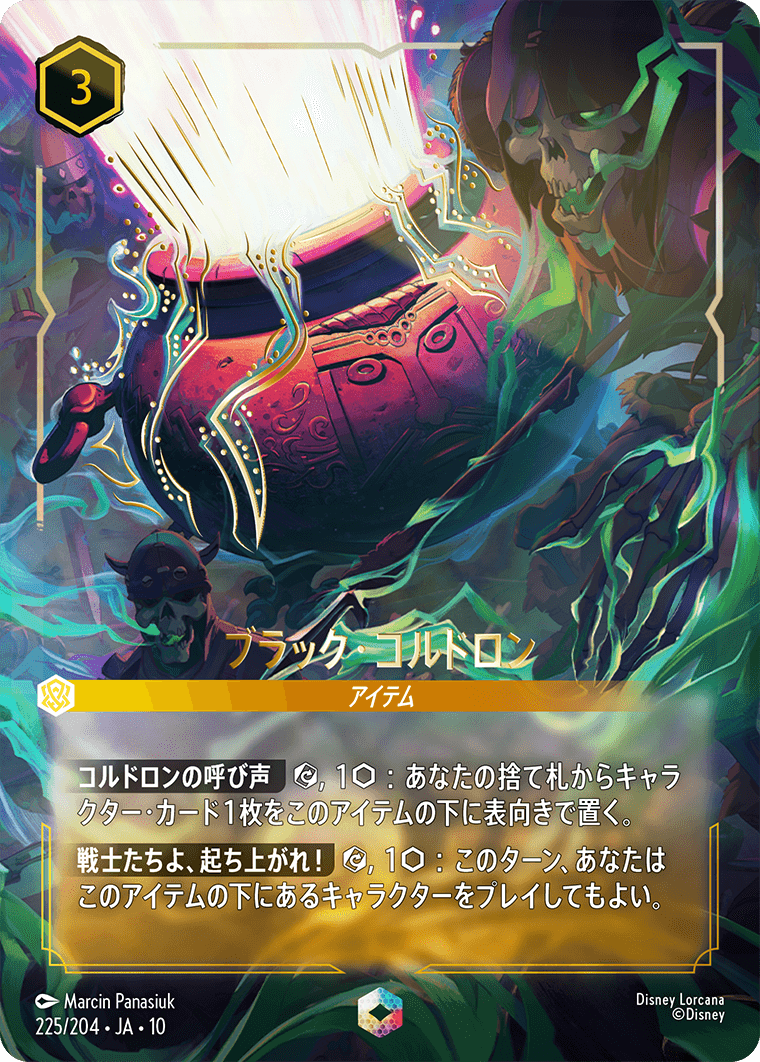 3
ブラック・コルドロン
アイテム
コルドロンの呼び声 , 1 : あなたの捨て札からキャラ
クター・カード1枚をこのアイテムの下に表向きで置く。
戦士たちよ、起ち上がれ! , 1 : このターン、あなたは
このアイテムの下にあるキャラクターをプレイしてもよい。
Marcin Panasiuk
Disney Lorcana
225/204 • JA • 10
©Disney